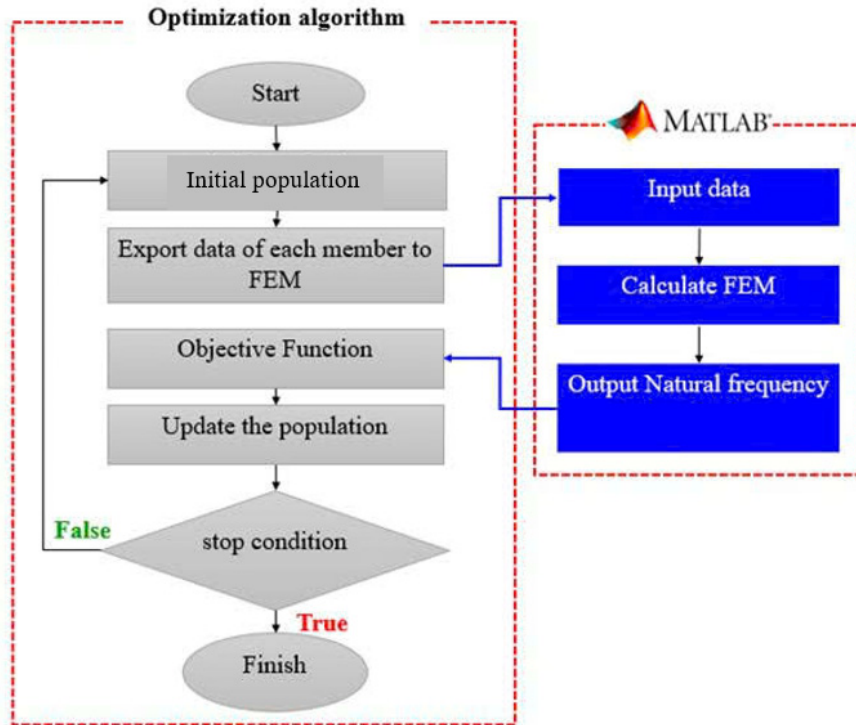 Optimization algorithm
Start
Initial population
Export data of each member to
FEM
Objective Function
Update the population
stop condition
False
True
Finish
MATLAB®
Input data
Calculate FEM
Output Natural frequency